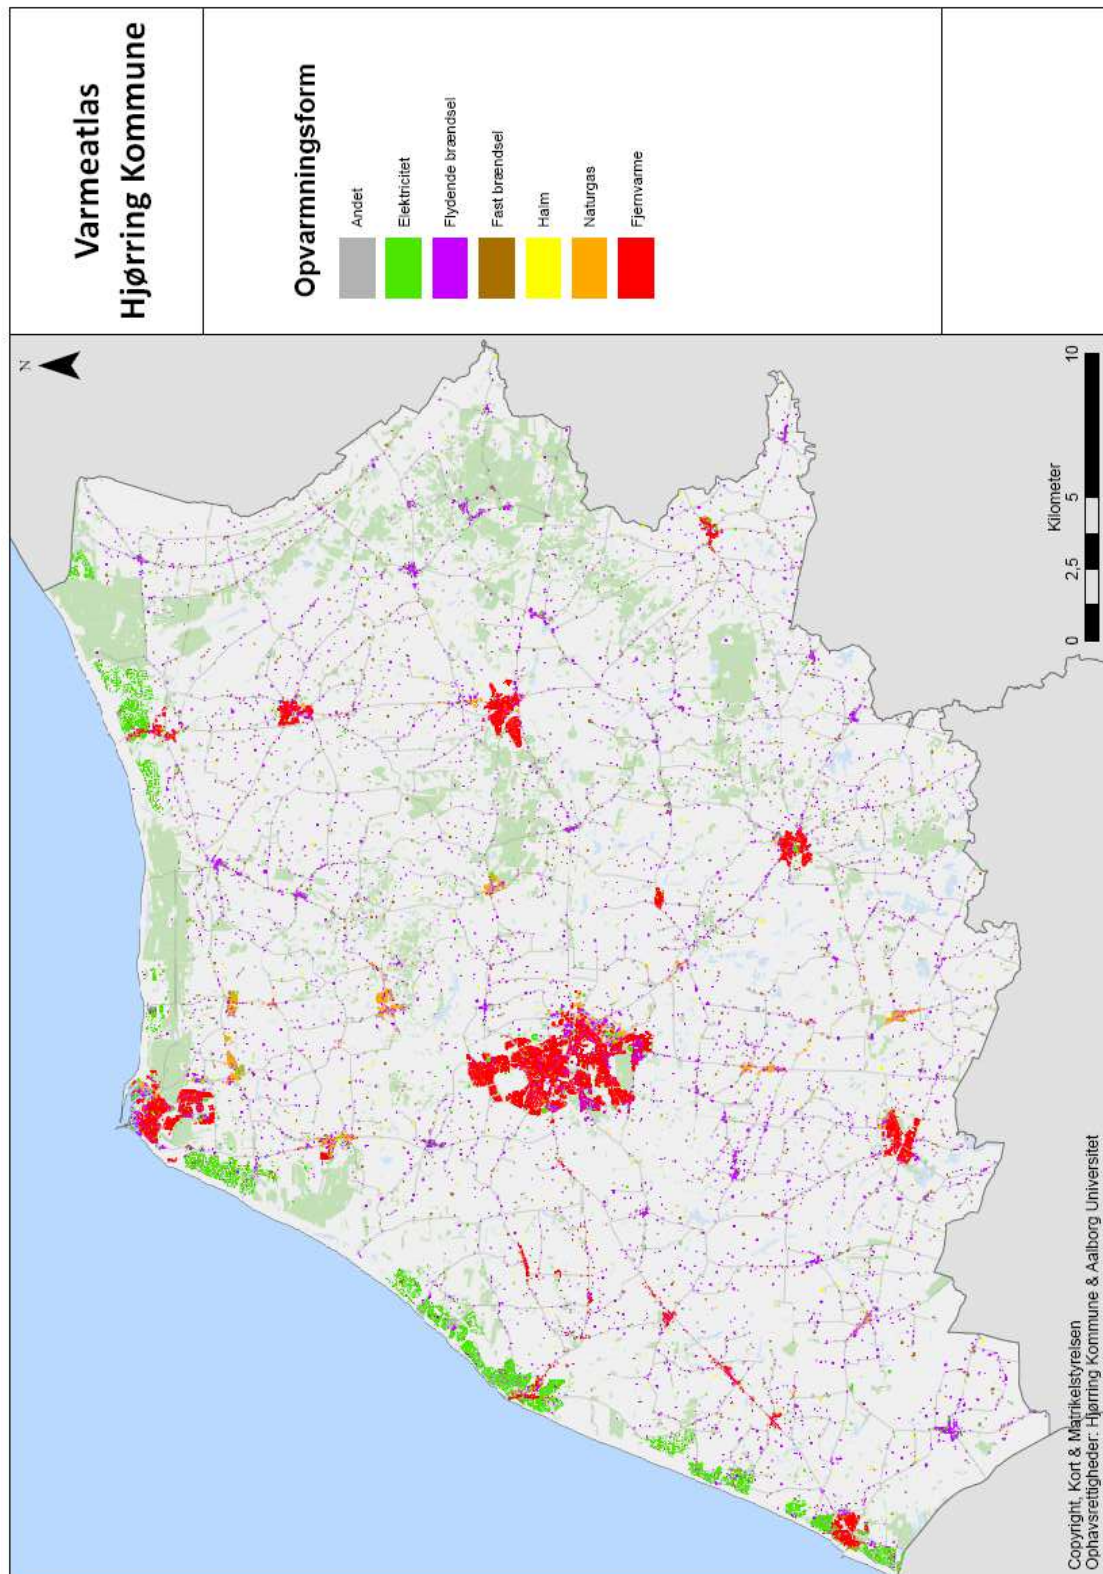 Varmeatlas
Hjørring Kommune
Opvarmningsform
Andet
Elektricitet
Flydende brændsel
Fast brændsel
Halm
Naturgas
Fjernvarme
N
Kilometer
0 2,5 5 10
Copyright, Kort & Matrikelstyrelsen
Ophavsrettigheder: Hjørring Kommune & Aalborg Universitet